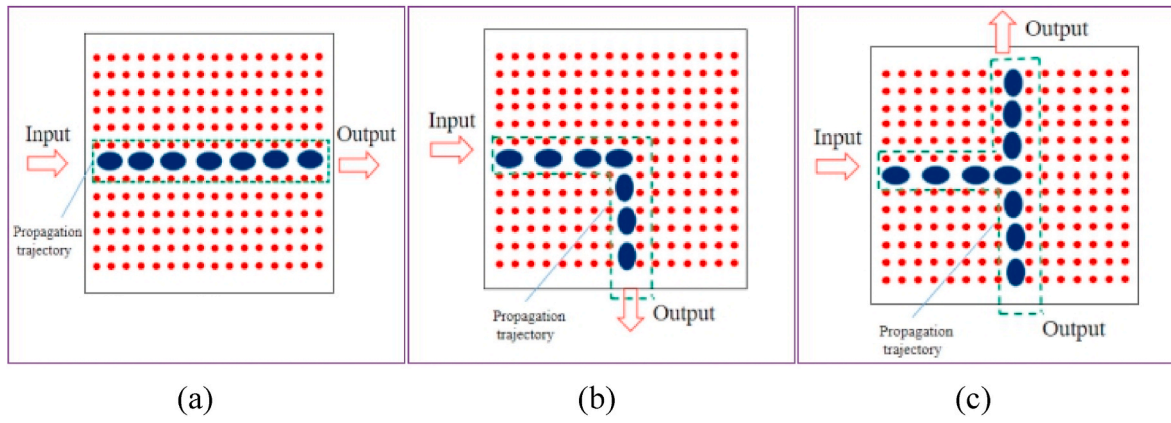 Input
Output
Propagation
trajectory
(a)
Input
Propagation
trajectory
Output
(b)
Output
Input
Propagation
trajectory
Output
(c)